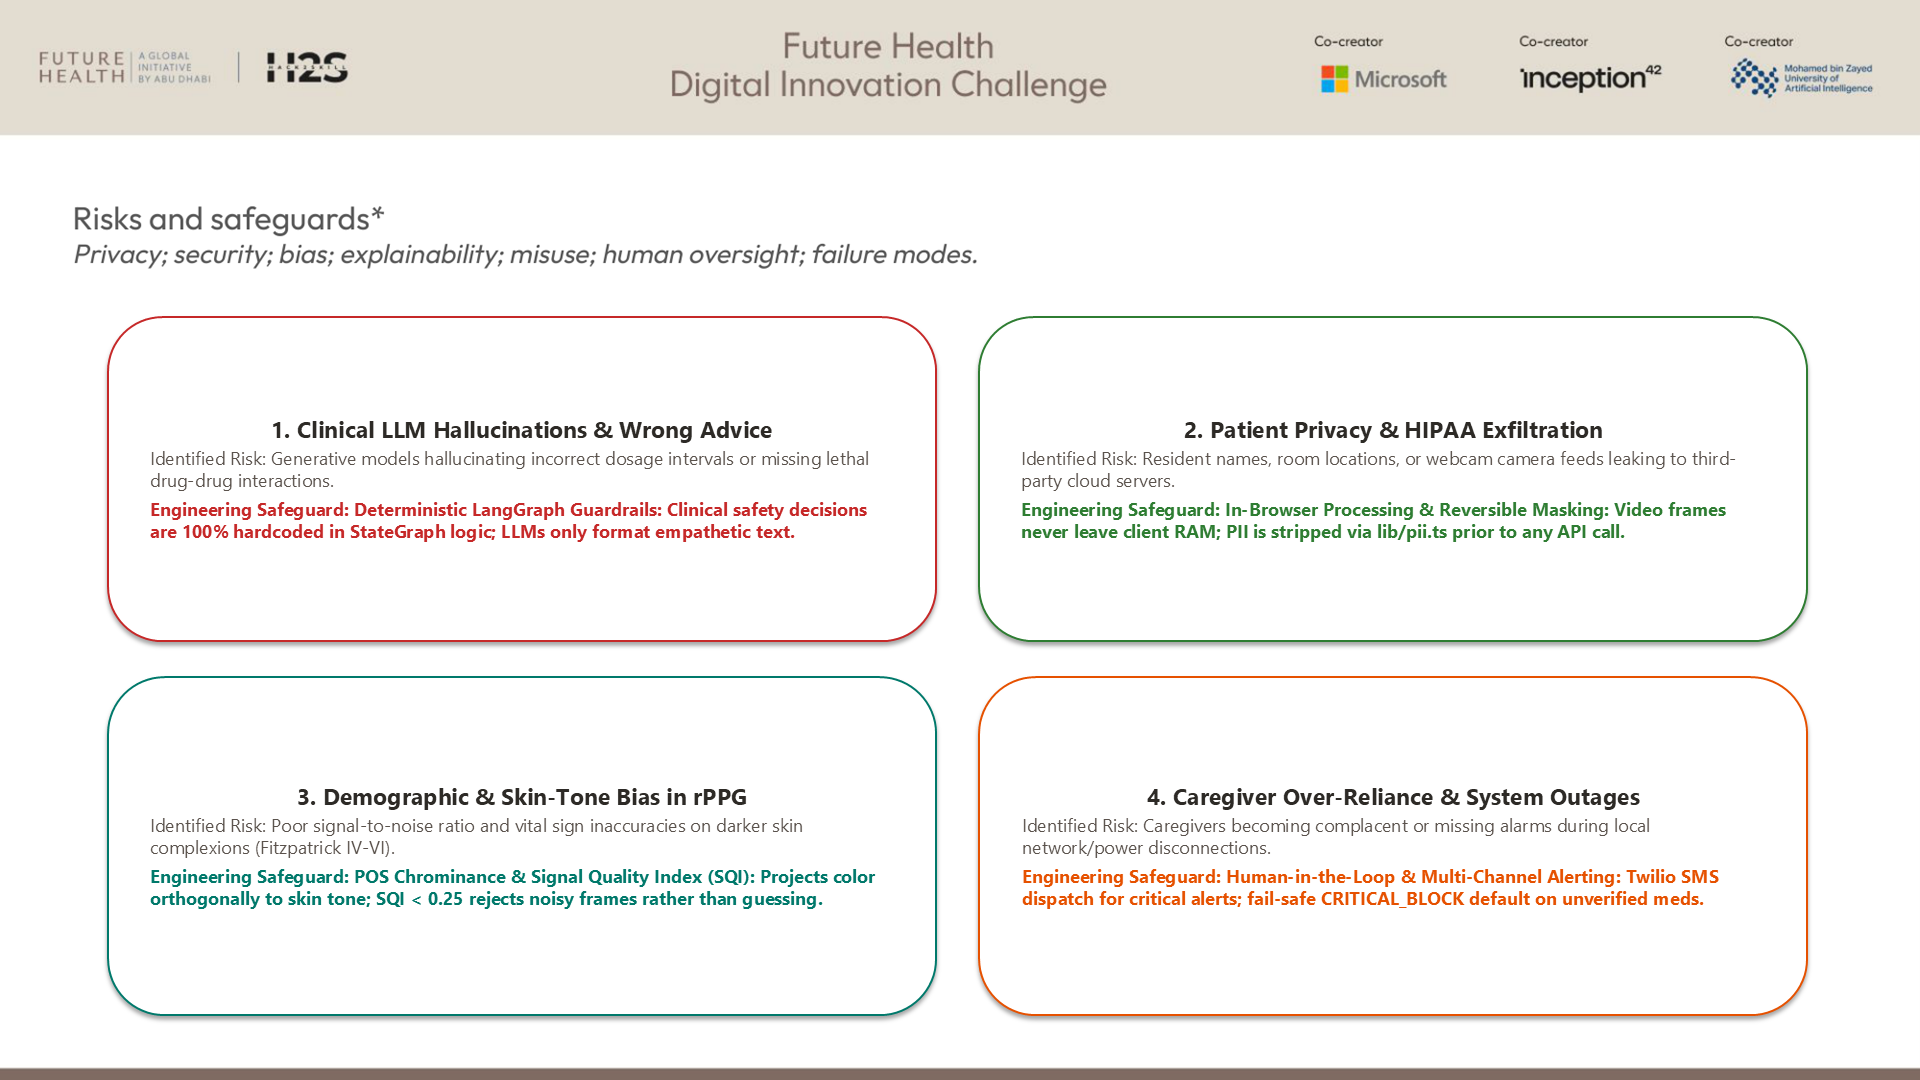 FUTURE HEALTH
A GLOBAL INITIATIVE BY ABU DHABI
H2S
HACK2SKILL
Future Health
Digital Innovation Challenge
Co-creator
Microsoft
Co-creator
inception42
Co-creator
Mohamed bin Zayed
University of
Artificial Intelligence
Risks and safeguards*
Privacy; security; bias; explainability; misuse; human oversight; failure modes.
1. Clinical LLM Hallucinations & Wrong Advice
Identified Risk: Generative models hallucinating incorrect dosage intervals or missing lethal
drug-drug interactions.
Engineering Safeguard: Deterministic LangGraph Guardrails: Clinical safety decisions
are 100% hardcoded in StateGraph logic; LLMs only format empathetic text.
2. Patient Privacy & HIPAA Exfiltration
Identified Risk: Resident names, room locations, or webcam camera feeds leaking to third-
party cloud servers.
Engineering Safeguard: In-Browser Processing & Reversible Masking: Video frames
never leave client RAM; PII is stripped via lib/pii.ts prior to any API call.
3. Demographic & Skin-Tone Bias in rPPG
Identified Risk: Poor signal-to-noise ratio and vital sign inaccuracies on darker skin
complexions (Fitzpatrick IV-VI).
Engineering Safeguard: POS Chrominance & Signal Quality Index (SQI): Projects color
orthogonally to skin tone; SQI < 0.25 rejects noisy frames rather than guessing.
4. Caregiver Over-Reliance & System Outages
Identified Risk: Caregivers becoming complacent or missing alarms during local
network/power disconnections.
Engineering Safeguard: Human-in-the-Loop & Multi-Channel Alerting: Twilio SMS
dispatch for critical alerts; fail-safe CRITICAL_BLOCK default on unverified meds.